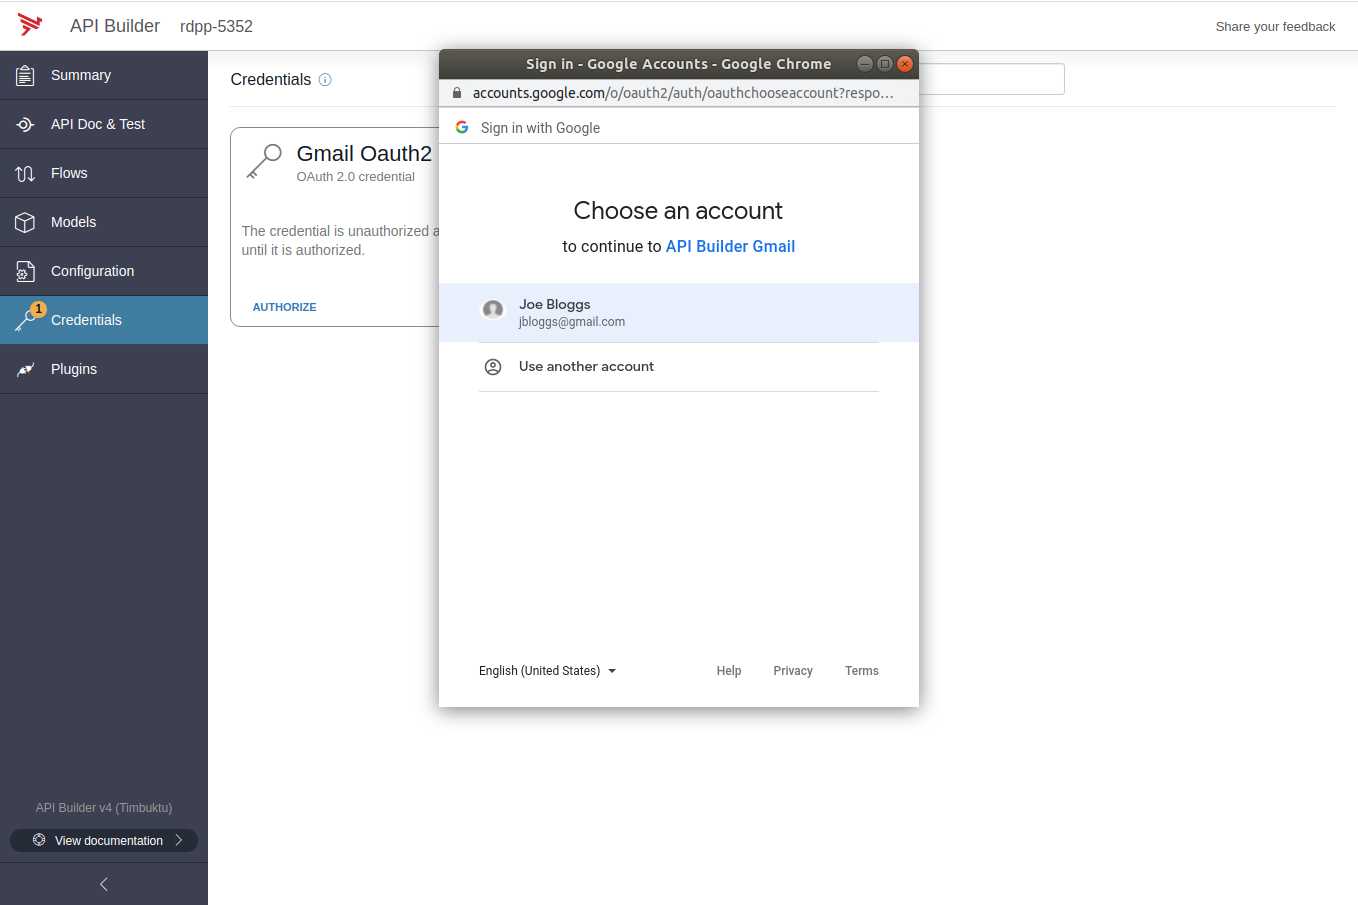 API Builder rdpp-5352
Share your feedback
Summary
API Doc & Test
Flows
Models
Configuration
1
Credentials
Plugins
API Builder v4 (Timbuktu)
View documentation
Credentials
Gmail Oauth2
OAuth 2.0 credential
The credential is unauthorized a
until it is authorized.
AUTHORIZE
Sign in - Google Accounts - Google Chrome
accounts.google.com/o/oauth2/auth/oauthchooseaccount?respo...
Sign in with Google
Choose an account
to continue to API Builder Gmail
Joe Bloggs
jbloggs@gmail.com
Use another account
English (United States)
Help Privacy Terms